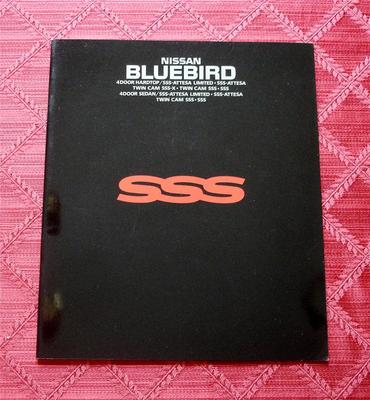 NISSAN
BLUEBIRD
4DOOR HARDTOP/SSS-ATTESA LIMITED・SSS-ATTESA
TWIN CAM SSS-X・TWIN CAM SSS・SSS
4DOOR SEDAN/SSS-ATTESA LIMITED・SSS-ATTESA
TWIN CAM SSS・SSS
SSS